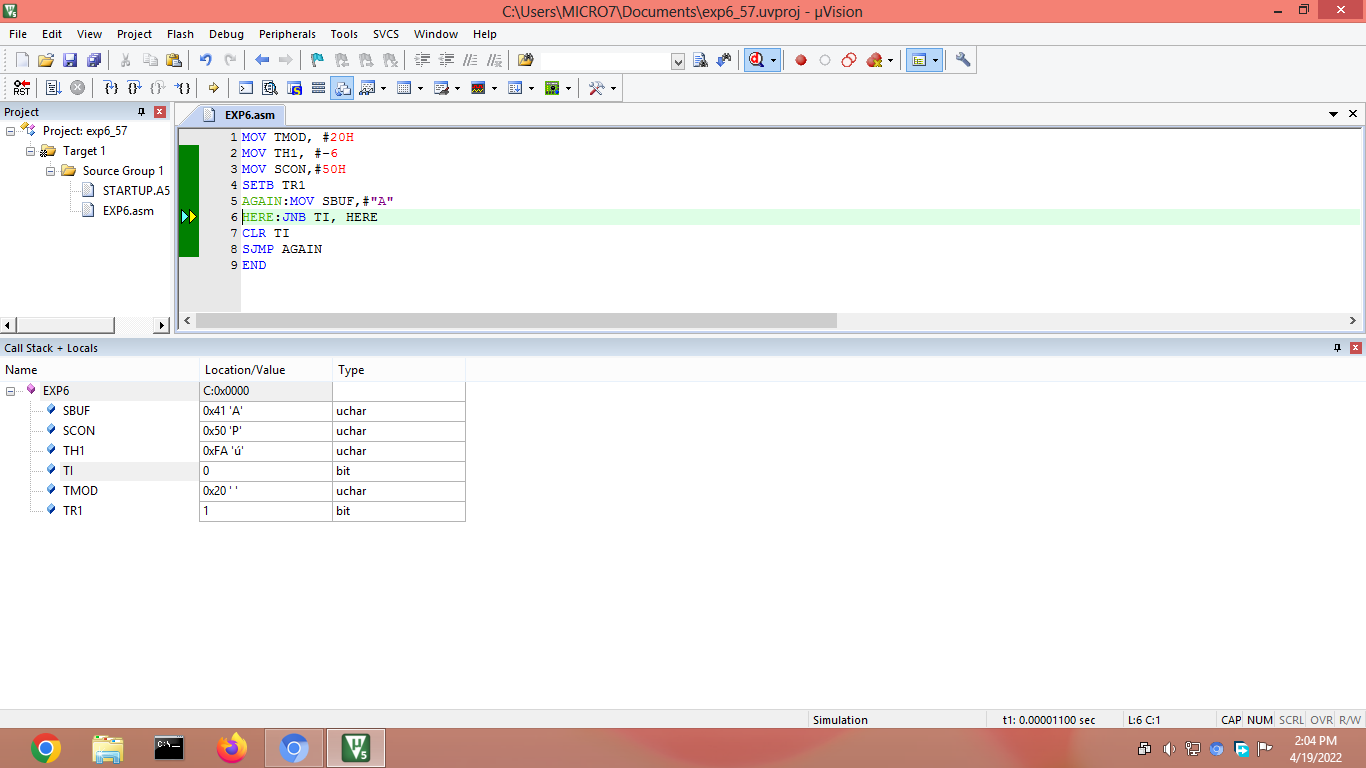 C:\Users\MICRO7\Documents\exp6_57.uvproj - µVision
File Edit View Project Flash Debug Peripherals Tools SVCS Window Help
RST
Project
Project: exp6_57
Target 1
Source Group 1
STARTUP.A5
EXP6.asm
EXP6.asm
1 MOV TMOD, #20H
2 MOV TH1, #-6
3 MOV SCON,#50H
4 SETB TR1
5 AGAIN:MOV SBUF,#"A"
6 HERE:JNB TI, HERE
7 CLR TI
8 SJMP AGAIN
9 END
Call Stack + Locals
Name Location/Value Type
EXP6 C:0x0000
SBUF 0x41 'A' uchar
SCON 0x50 'P' uchar
TH1 0xFA 'ú' uchar
TI 0 bit
TMOD 0x20 ' ' uchar
TR1 1 bit
Simulation t1: 0.00001100 sec L:6 C:1 CAP NUM SCRL OVR R/W
2:04 PM
4/19/2022